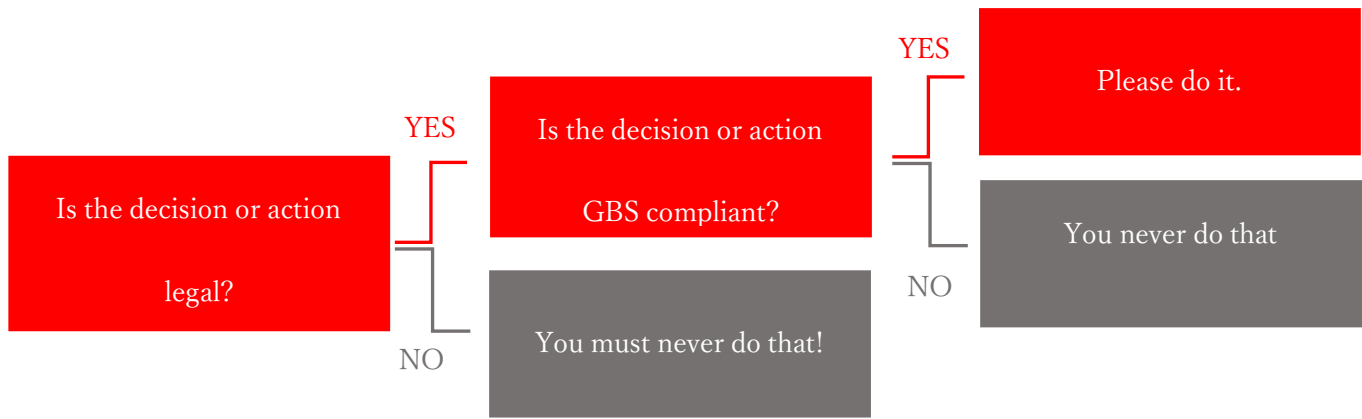 Is the decision or action
legal?
YES
NO
Is the decision or action
GBS compliant?
You must never do that!
YES
NO
Please do it.
You never do that